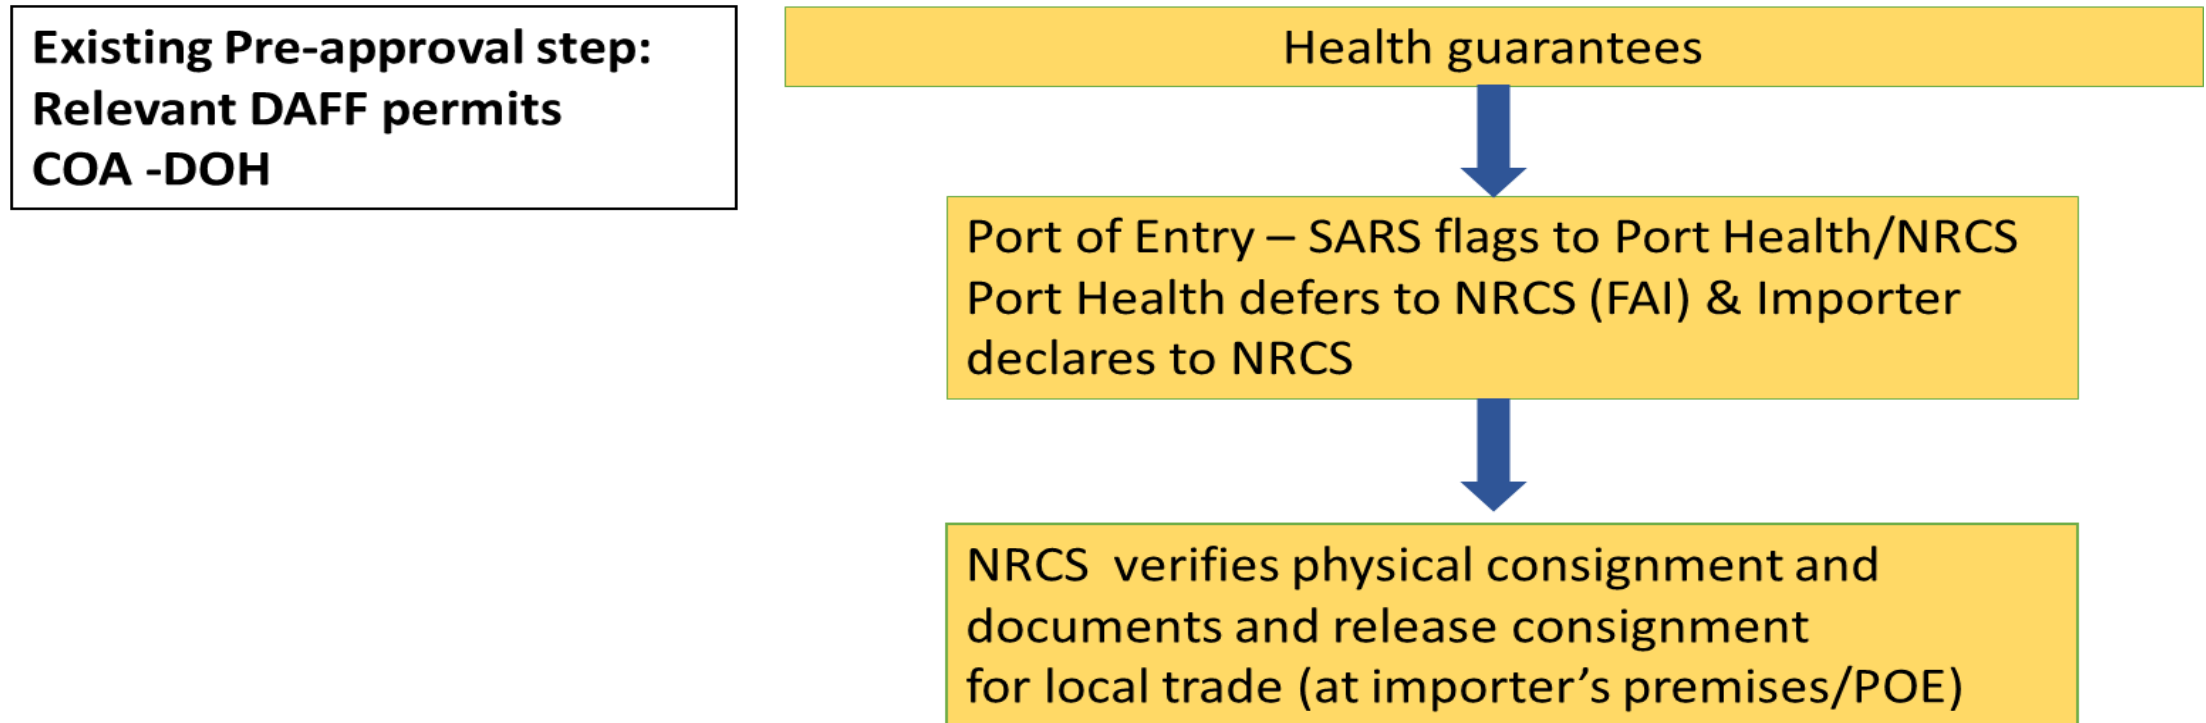 Existing Pre-approval step:
Relevant DAFF permits
COA -DOH
Health guarantees
Port of Entry – SARS flags to Port Health/NRCS
Port Health defers to NRCS (FAI) & Importer
declares to NRCS
NRCS  verifies physical consignment and
documents and release consignment
for local trade (at importer’s premises/POE)